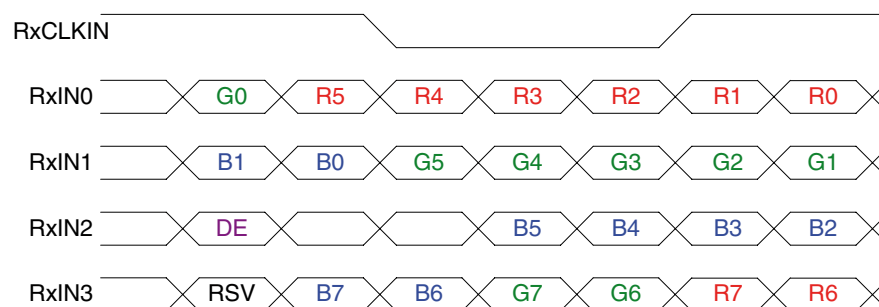 RxCLKIN
RxIN0 G0 R5 R4 R3 R2 R1 R0
RxIN1 B1 B0 G5 G4 G3 G2 G1
RxIN2 DE B5 B4 B3 B2
RxIN3 RSV B7 B6 G7 G6 R7 R6